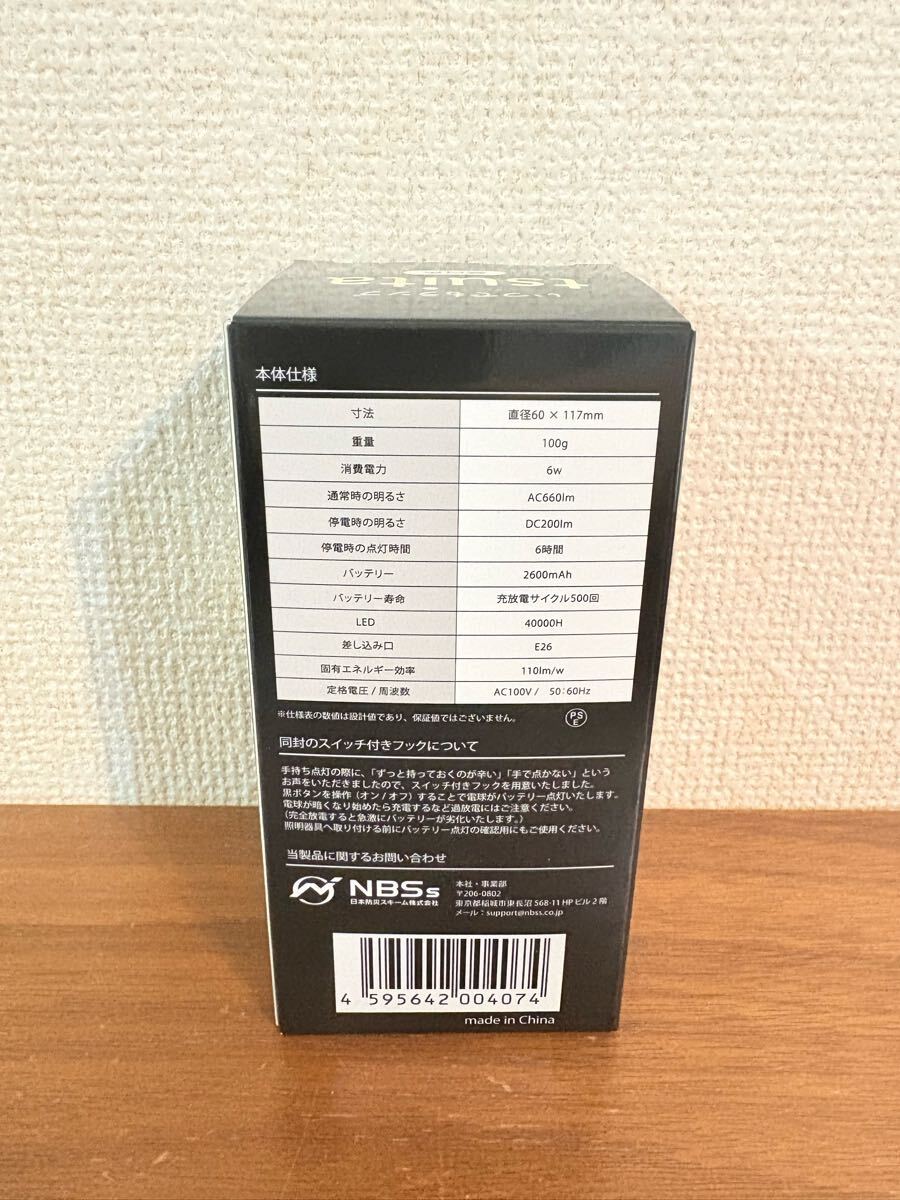 いつでもランプ
tsuita
本体仕様
寸法 直径60 × 117mm
重量 100g
消費電力 6w
通常時の明るさ AC660lm
停電時の明るさ DC200lm
停電時の点灯時間 6時間
バッテリー 2600mAh
バッテリー寿命 充放電サイクル500回
LED 40000H
差し込み口 E26
固有エネルギー効率 110lm/w
定格電圧 / 周波数 AC100V / 50:60Hz
※仕様表の数値は設計値であり、保証値ではございません。
PS
E
同封のスイッチ付きフックについて
手持ち点灯の際に、「ずっと持っておくのが辛い」「手で点かない」という
お声をいただきましたので、スイッチ付きフックを用意いたしました。
黒ボタンを操作（オン / オフ）することで電球がバッテリー点灯いたします。
電球が暗くなり始めたら充電するなど過放電にはご注意ください。
（完全放電すると急激にバッテリーが劣化いたします。）
照明器具へ取り付ける前にバッテリー点灯の確認用にもご使用ください。
当製品に関するお問い合わせ
NBSs
日本防災スキーム株式会社
本社・事業部
〒206-0802
東京都稲城市東長沼 568-11 HP ビル 2 階
メール：support@nbss.co.jp
4 595642 004074
made in China